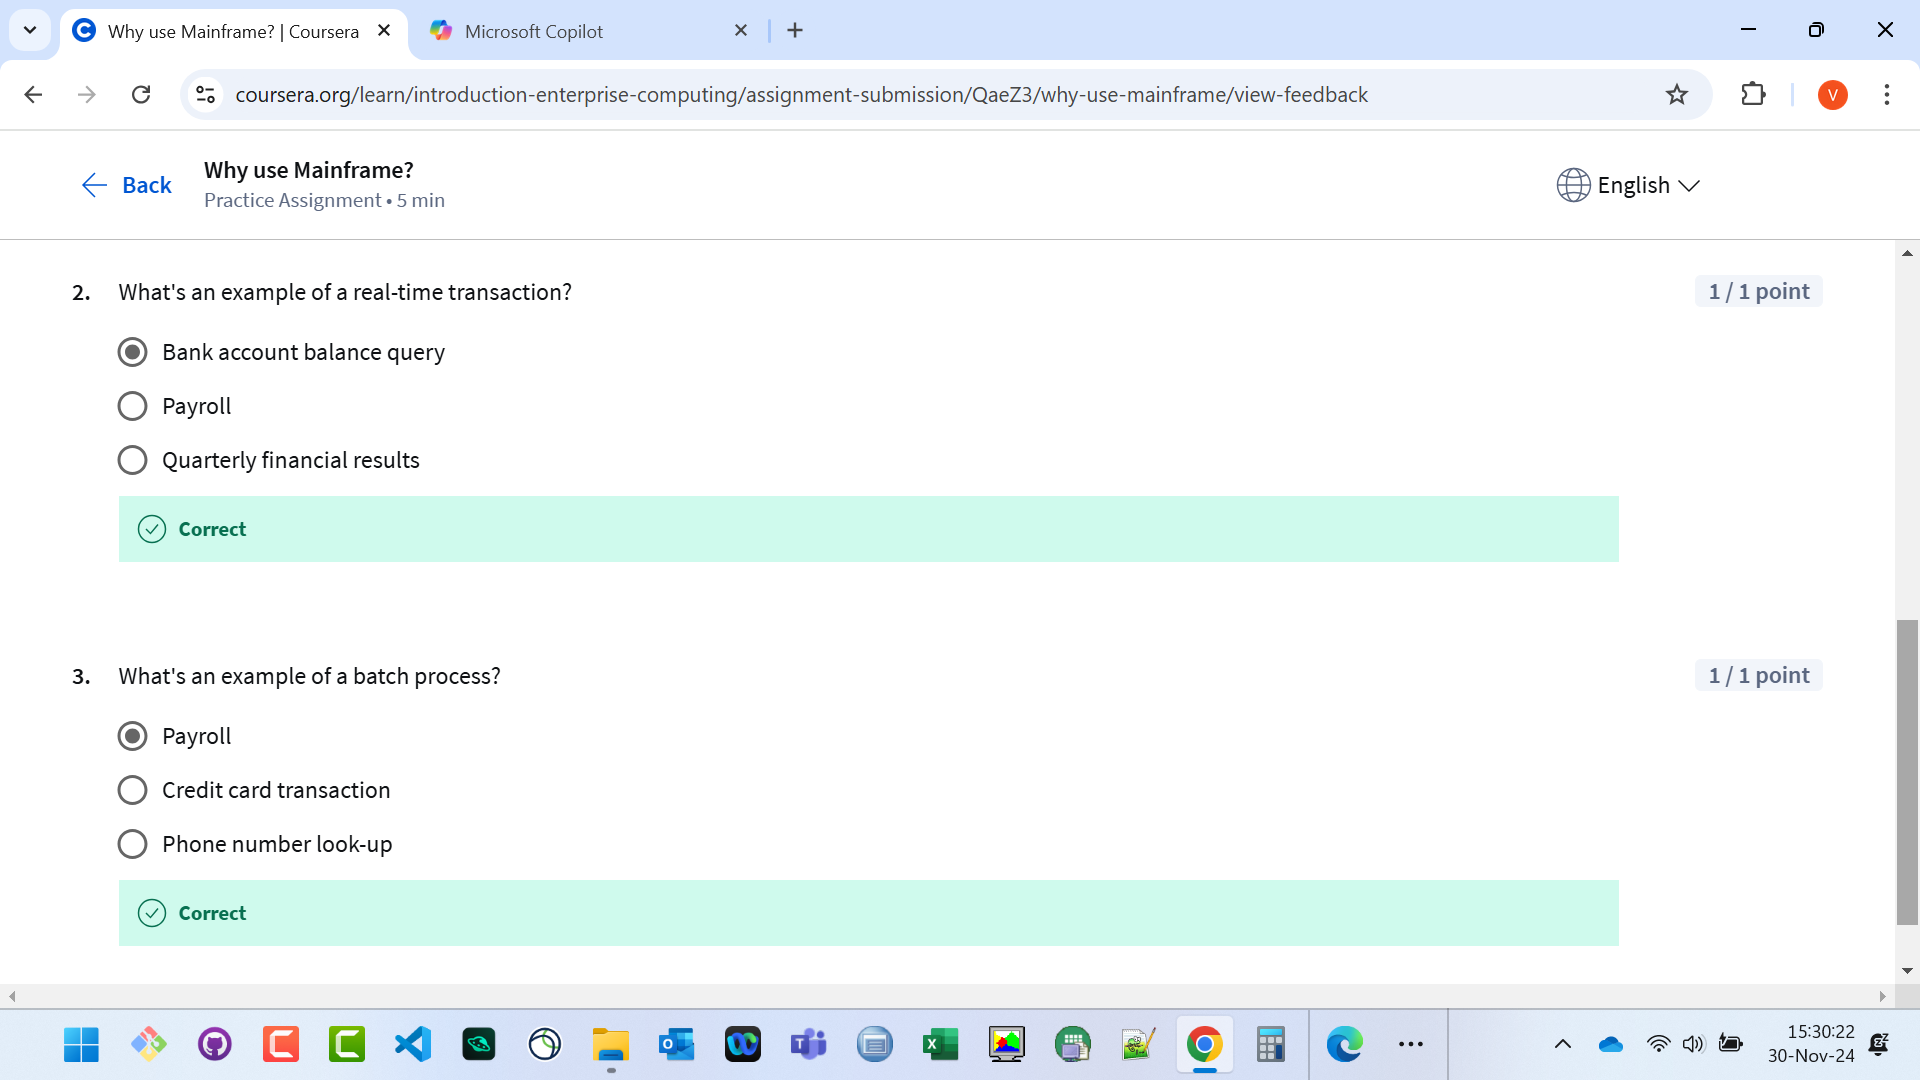 Why use Mainframe? | Coursera
Microsoft Copilot
coursera.org/learn/introduction-enterprise-computing/assignment-submission/QaeZ3/why-use-mainframe/view-feedback
V
Back
Why use Mainframe?
Practice Assignment • 5 min
English
2. What's an example of a real-time transaction?
1 / 1 point
Bank account balance query
Payroll
Quarterly financial results
Correct
3. What's an example of a batch process?
1 / 1 point
Payroll
Credit card transaction
Phone number look-up
Correct
15:30:22
30-Nov-24